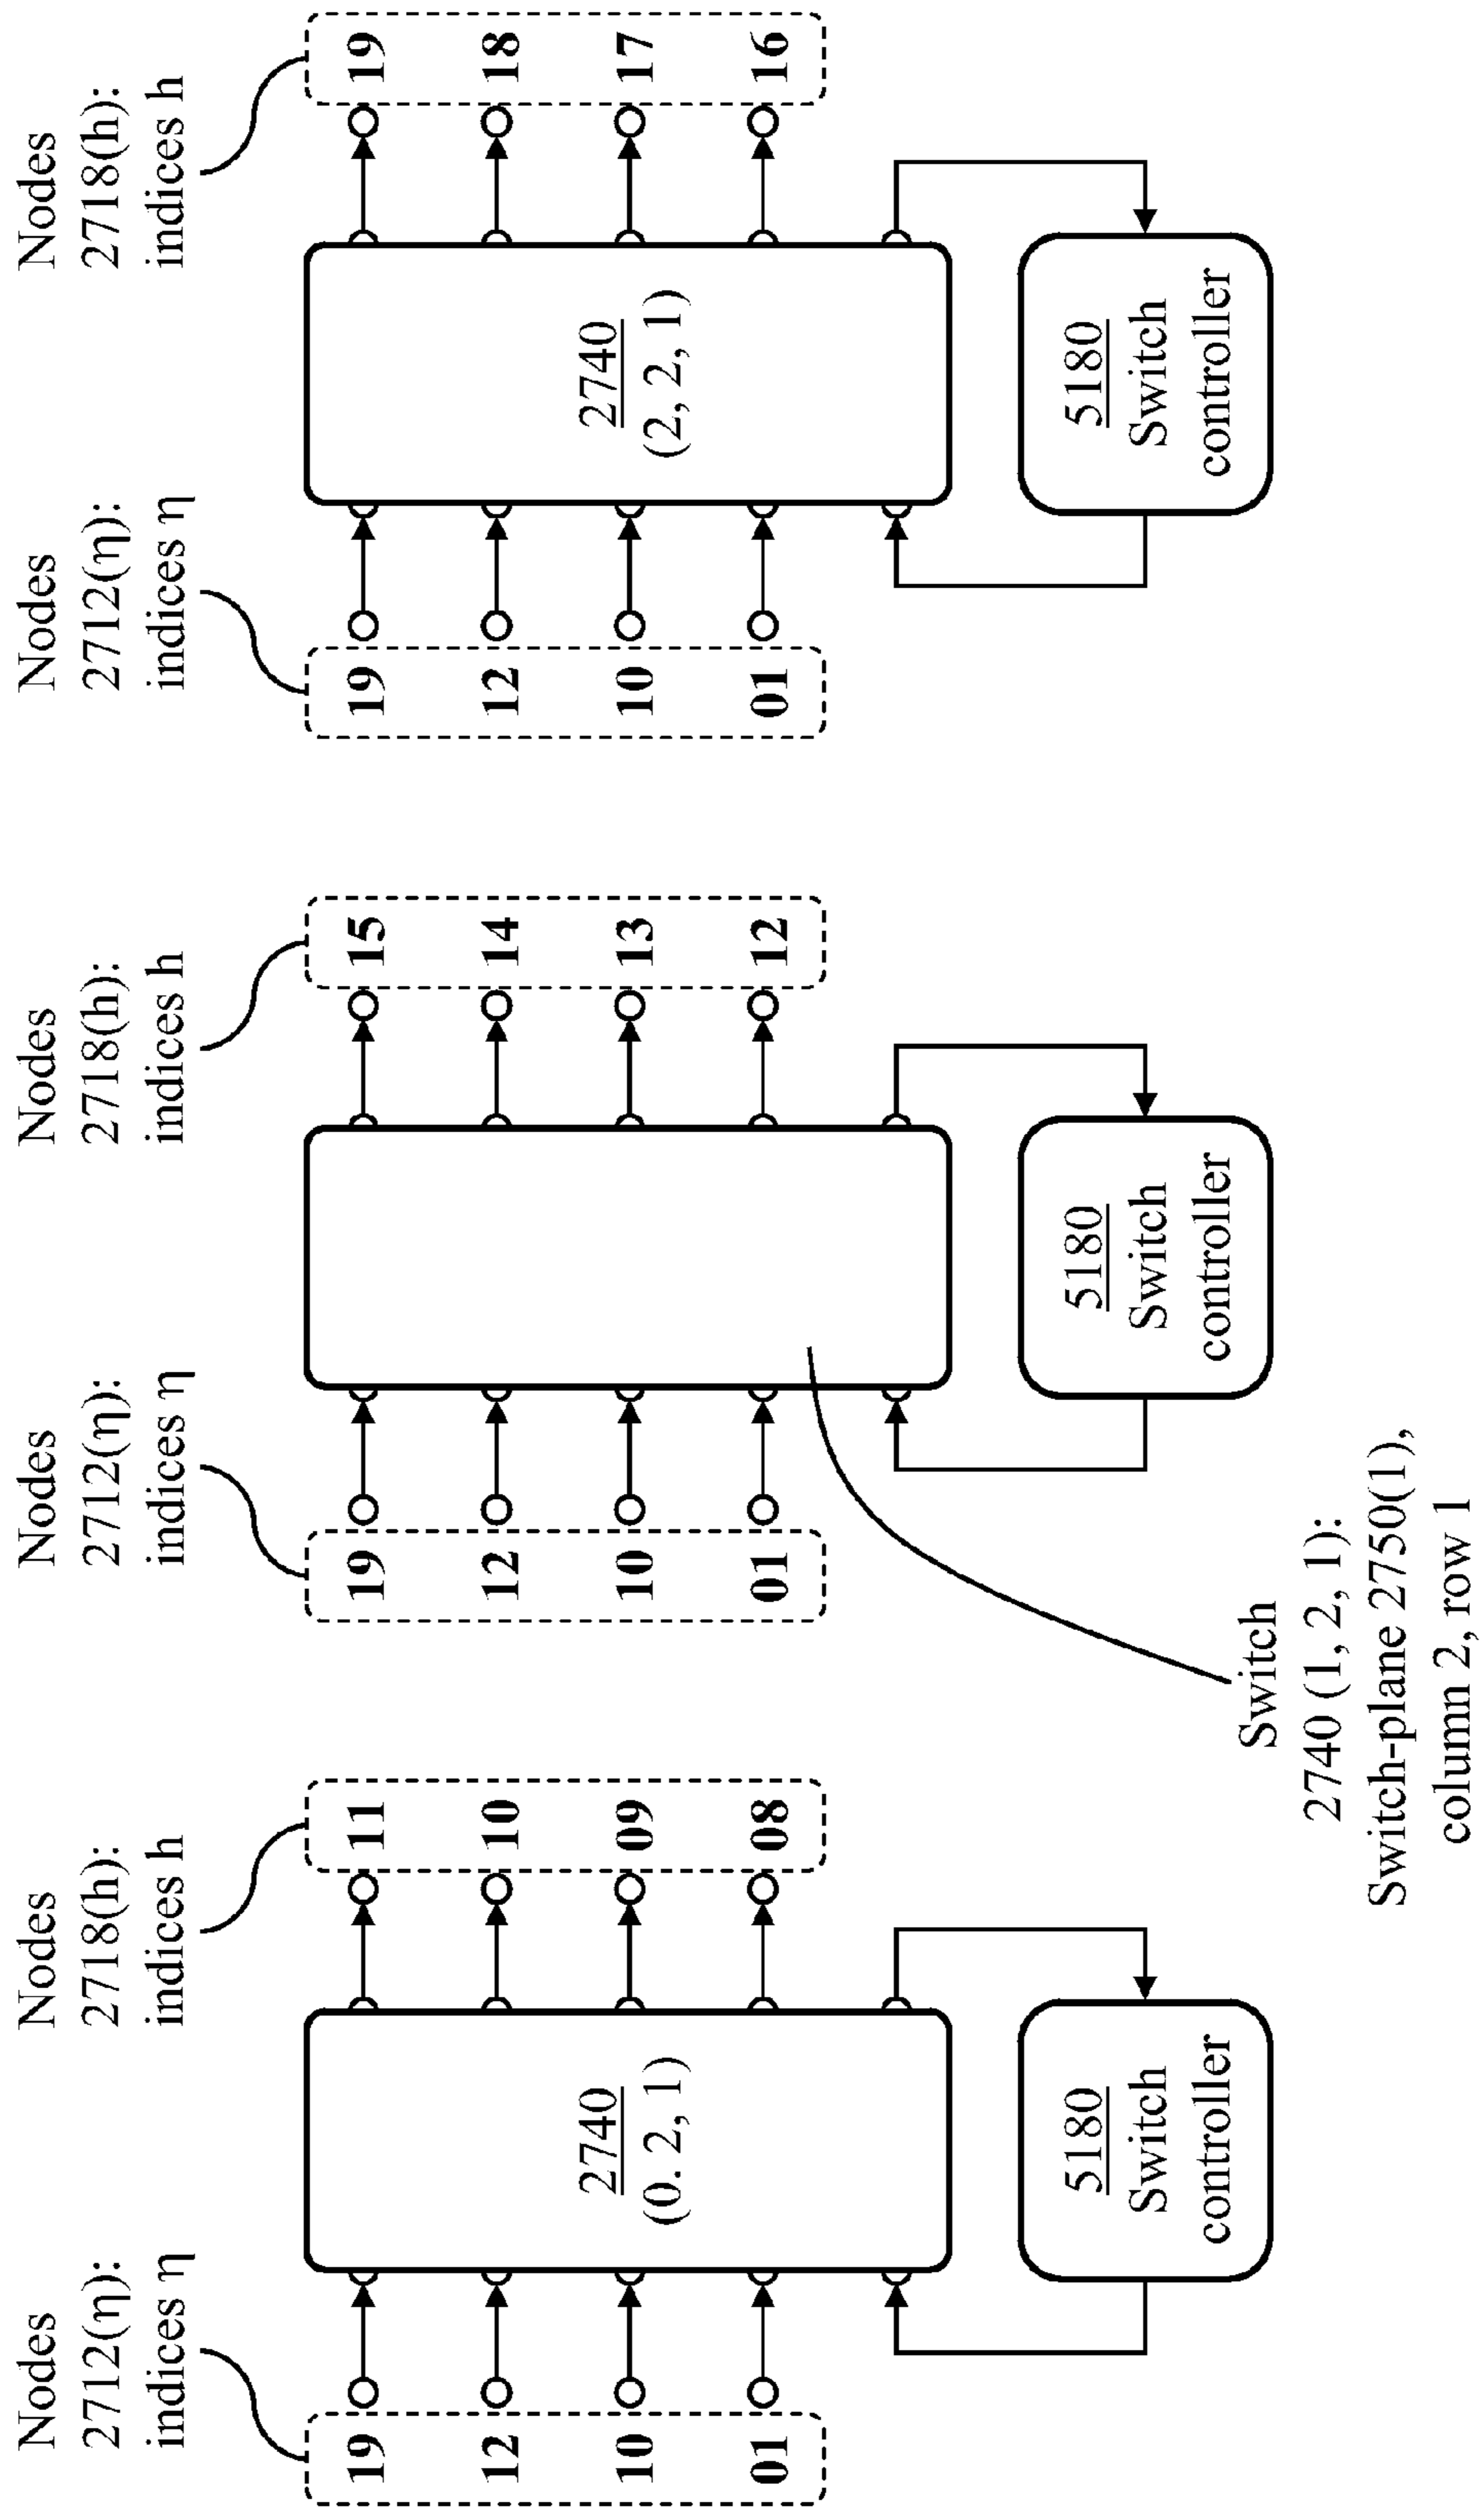 Nodes
2712(η):
indices η
Nodes
2718(h):
indices h
19
12
10
01
2740
(0. 2, 1)
11
10
09
08
5180
Switch
controller
Nodes
2712(η):
indices η
Nodes
2718(h):
indices h
19
12
10
01
15
14
13
12
5180
Switch
controller
Switch
2740 (1, 2, 1):
Switch-plane 2750(1),
column 2, row 1
Nodes
2712(η):
indices η
Nodes
2718(h):
indices h
19
12
10
01
2740
(2, 2, 1)
19
18
17
16
5180
Switch
controller